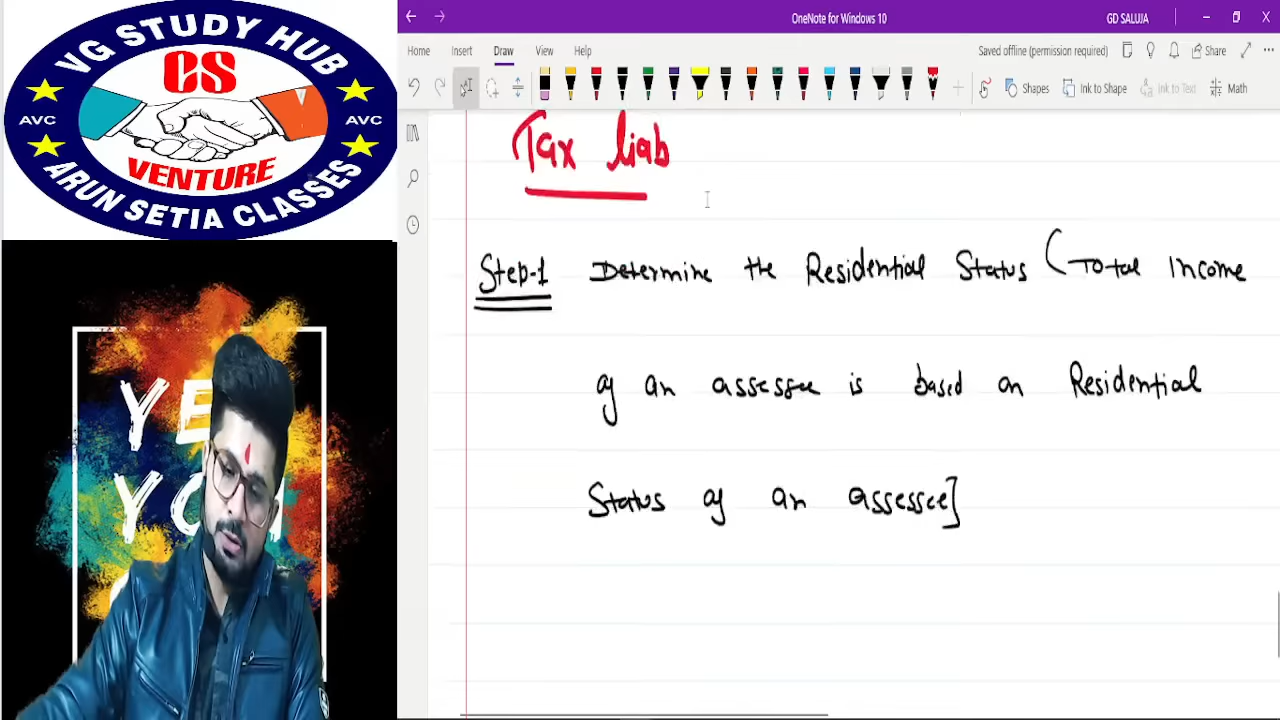 VG STUDY HUB
CS
AVC
AVC
VENTURE
ARUN SETIA CLASSES
YE
YO
OneNote for Windows 10
GD SALUJA
Home Insert Draw View Help
Saved offline (permission required)
Share
Shapes
Ink to Shape
Ink to Text
Math
Tax liab
Step-1 Determine the Residential Status (Total Income
of an assessee is based on Residential
Status of an assessee]